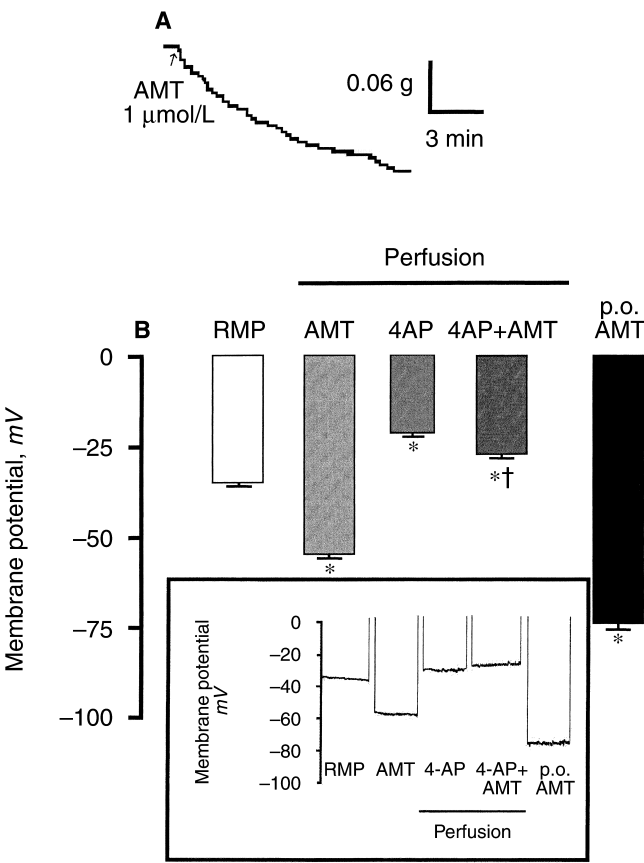 A
AMT
1 μmol/L
0.06 g
3 min
Perfusion
B
RMP
AMT
4AP
4AP+AMT
p.o.
AMT
Membrane potential, mV
0
−25
−50
−75
−100
*
*
*†
*
Membrane potential
mV
0
−20
−40
−60
−80
−100
RMP
AMT
4-AP
4-AP+
AMT
p.o.
AMT
Perfusion